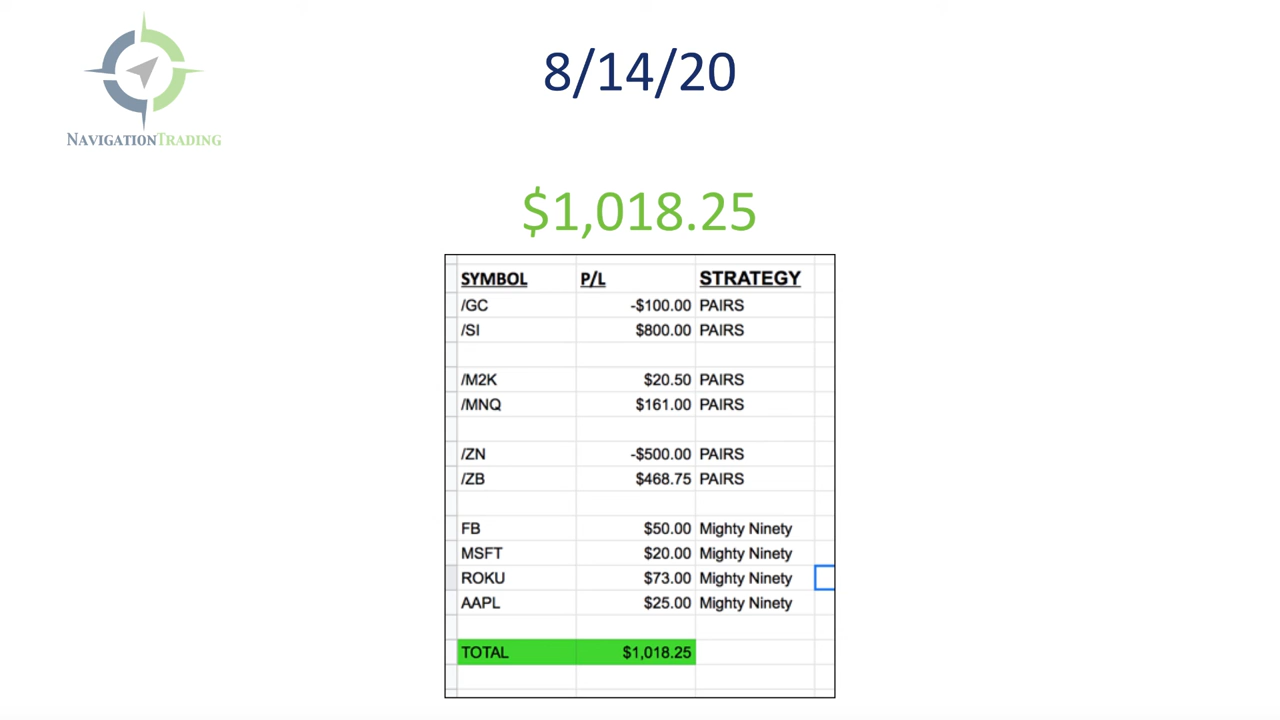 NAVIGATIONTRADING
8/14/20
$1,018.25
SYMBOL P/L STRATEGY
/GC -$100.00 PAIRS
/SI $800.00 PAIRS
/M2K $20.50 PAIRS
/MNQ $161.00 PAIRS
/ZN -$500.00 PAIRS
/ZB $468.75 PAIRS
FB $50.00 Mighty Ninety
MSFT $20.00 Mighty Ninety
ROKU $73.00 Mighty Ninety
AAPL $25.00 Mighty Ninety
TOTAL $1,018.25